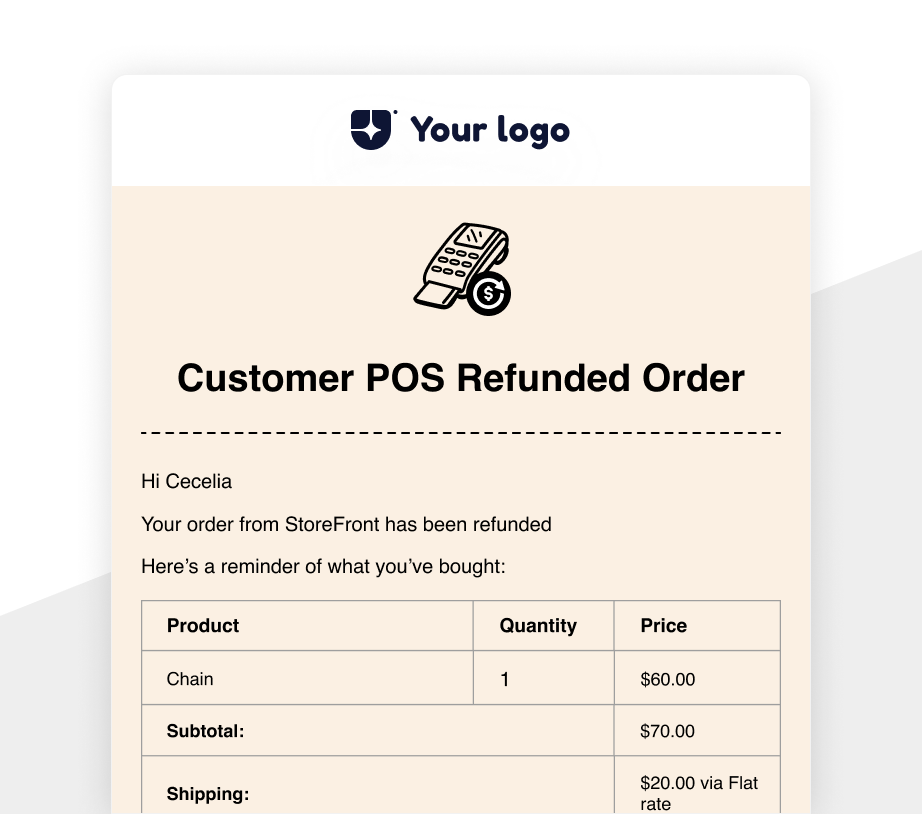 Your logo
$
Customer POS Refunded Order
Hi Cecelia
Your order from StoreFront has been refunded
Here’s a reminder of what you’ve bought:
Product Quantity Price
Chain 1 $60.00
Subtotal: $70.00
Shipping: $20.00 via Flat
rate